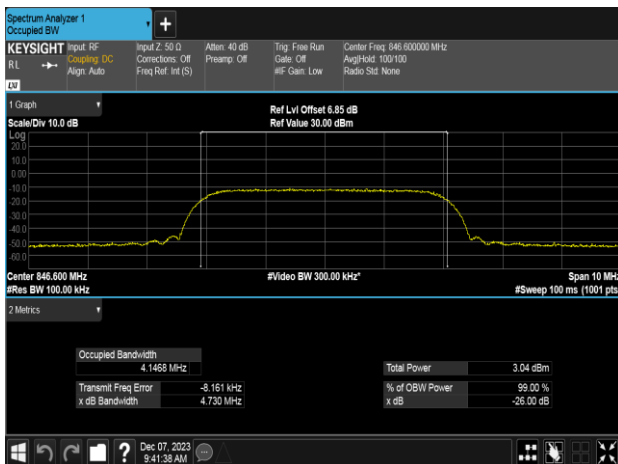 Spectrum Analyzer 1
Occupied BW
+
KEYSIGHT
RL
LXI
Input: RF
Coupling: DC
Align: Auto
Input Z: 50 Ω
Corrections: Off
Freq Ref: Int (S)
Atten: 40 dB
Preamp: Off
Trig: Free Run
Gate: Off
#IF Gain: Low
Center Freq: 846.600000 MHz
Avg|Hold: 100/100
Radio Std: None
1 Graph
Scale/Div 10.0 dB
Ref Lvl Offset 6.85 dB
Ref Value 30.00 dBm
Log
20.0
10.0
0.00
-10.0
-20.0
-30.0
-40.0
-50.0
-60.0
Center 846.600 MHz
#Video BW 300.00 kHz*
Span 10 MHz
#Res BW 100.00 kHz
#Sweep 100 ms (1001 pts
2 Metrics
Occupied Bandwidth
4.1468 MHz
Total Power 3.04 dBm
Transmit Freq Error -8.161 kHz
% of OBW Power 99.00 %
x dB Bandwidth 4.730 MHz
x dB -26.00 dB
?
Dec 07, 2023
9:41:38 AM